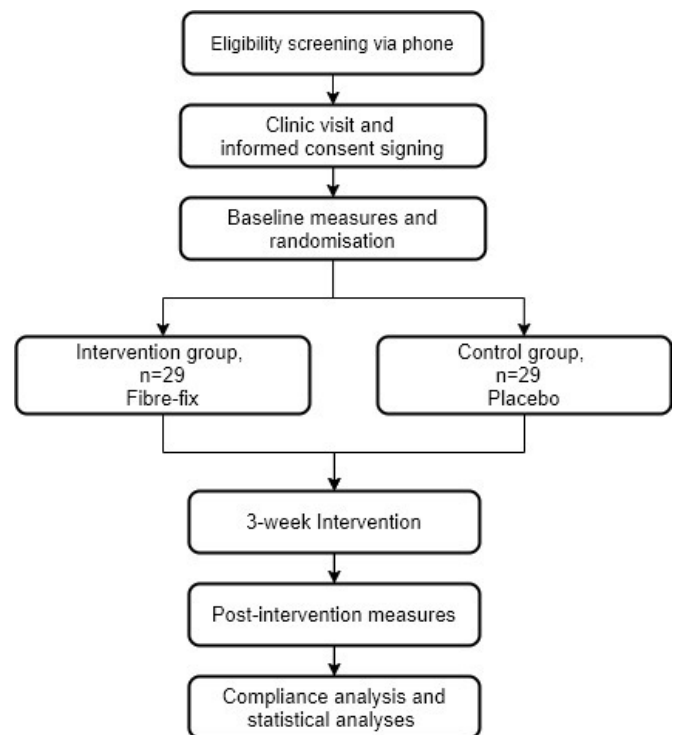 Eligibility screening via phone
Clinic visit and
informed consent signing
Baseline measures and
randomisation
Intervention group,
n=29
Fibre-fix
Control group,
n=29
Placebo
3-week Intervention
Post-intervention measures
Compliance analysis and
statistical analyses